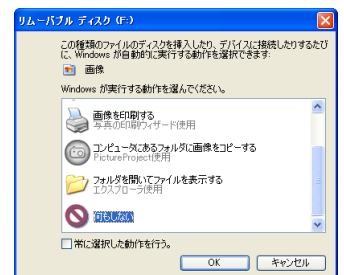 リムーバブル ディスク (F:)
この種類のファイルのディスクを挿入したり、デバイスに接続したりするたび
に、Windows が自動的に実行する動作を選択できます:
画像
Windows が実行する動作を選んでください。
画像を印刷する
写真の印刷ウィザード使用
コンピュータにあるフォルダに画像をコピーする
PictureProject使用
フォルダを開いてファイルを表示する
エクスプローラ使用
何もしない
常に選択した動作を行う。
OK
キャンセル